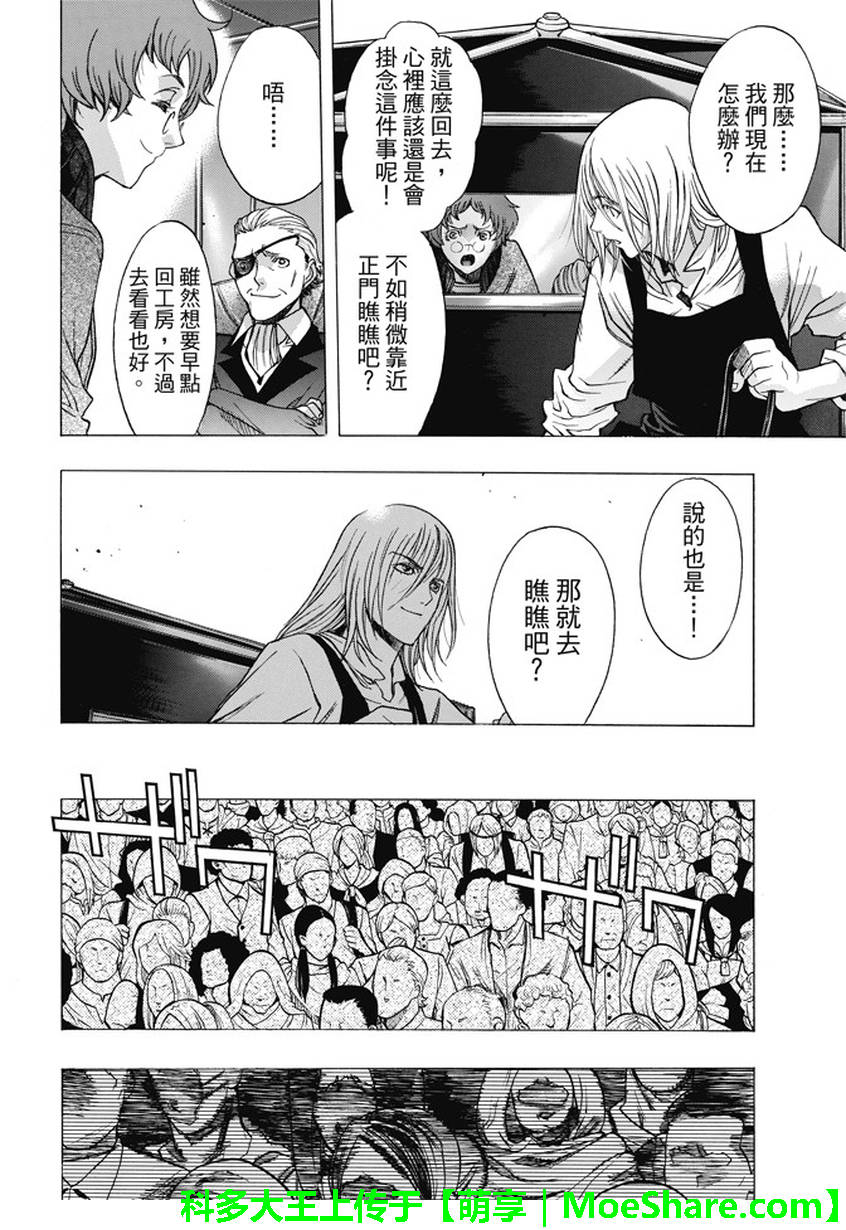 那麼……
我們現在
怎麼辦？
就這麼回去，
心裡應該還是會
掛念這件事呢！
不如稍微靠近
正門瞧瞧吧？
唔……
雖然想要早點
回工房，不過
去看看也好。
說的也是…！
那就去
瞧瞧吧？
ザワ
ザワ
科多大王上传于【萌享｜MoeShare.com】